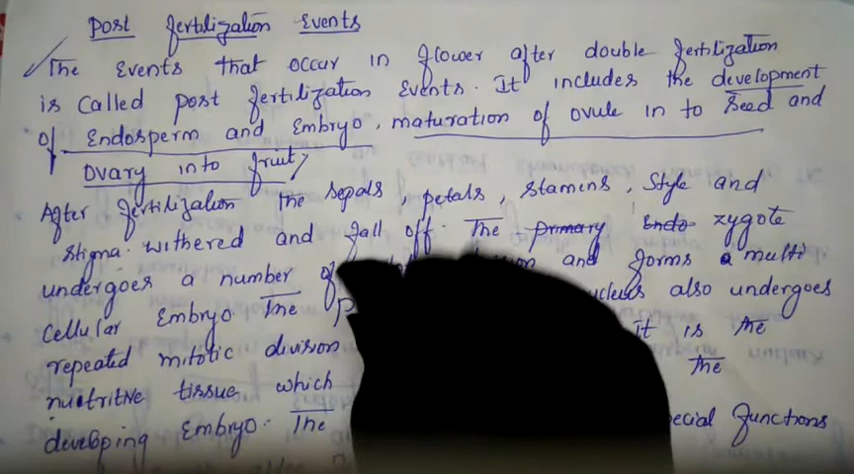 Post fertilization Events
The Events that occur in flower after double fertilization
is called post fertilization Events. It includes the development
of Endosperm and Embryo, maturation of ovule in to seed and
ovary into fruit,
After fertilization the sepals, petals, stamens, Style and
Stigma withered and fall off. The primary Endo zygote
undergoes a number of and forms a multi
cellular Embryo. The also undergoes
repeated mitotic division It is the
nutritive tissue which The
developing Embryo. The functions